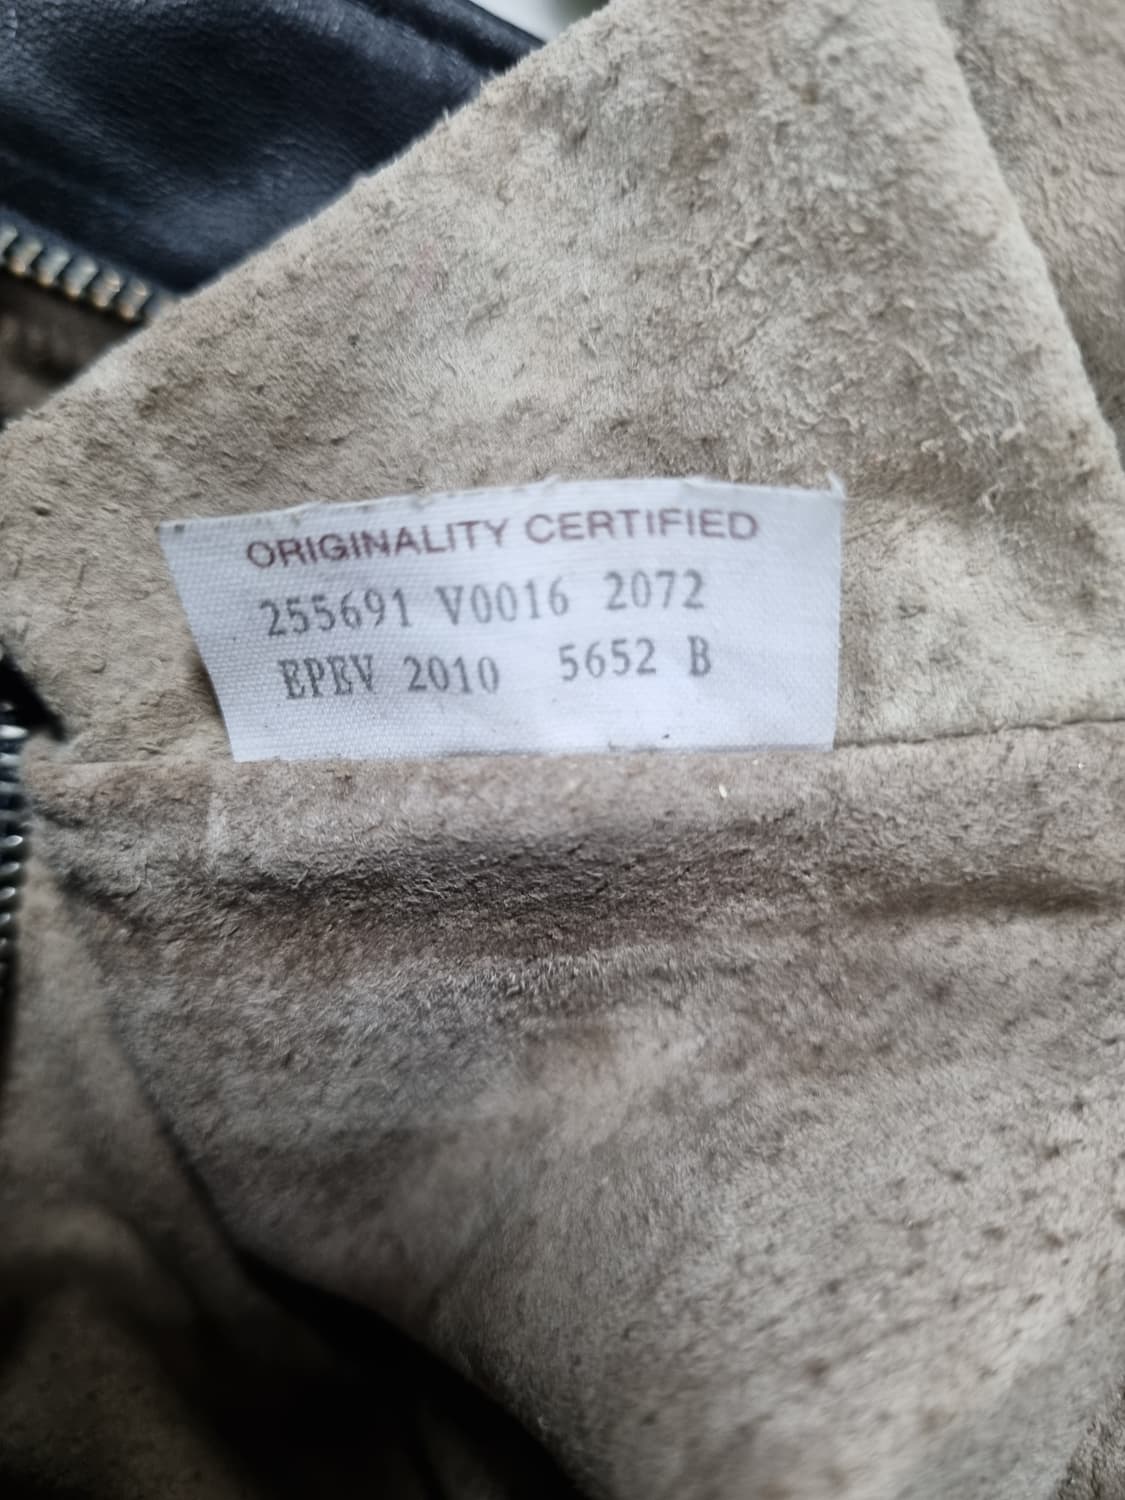 ORIGINALITY CERTIFIED
255691 V0016 2072
EPEV 2010 5652 B